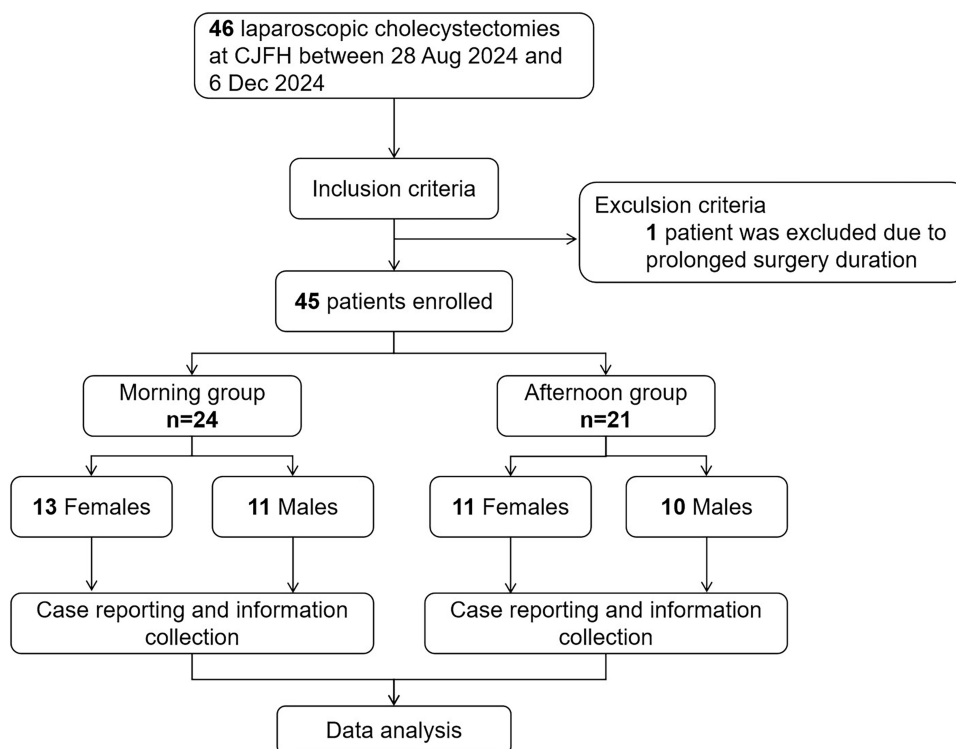 46 laparoscopic cholecystectomies
at CJFH between 28 Aug 2024 and
6 Dec 2024
Inclusion criteria
Exculsion criteria
1 patient was excluded due to
prolonged surgery duration
45 patients enrolled
Morning group
n=24
Afternoon group
n=21
13 Females
11 Males
11 Females
10 Males
Case reporting and information
collection
Case reporting and information
collection
Data analysis